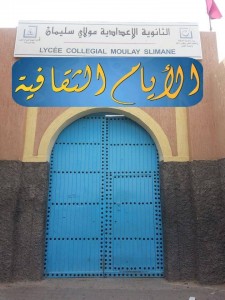 الثانوية الإعدادية مولاي سليمان
LYCÉE COLLEGIAL MOULAY SLIMANE
الأيام الثقافية